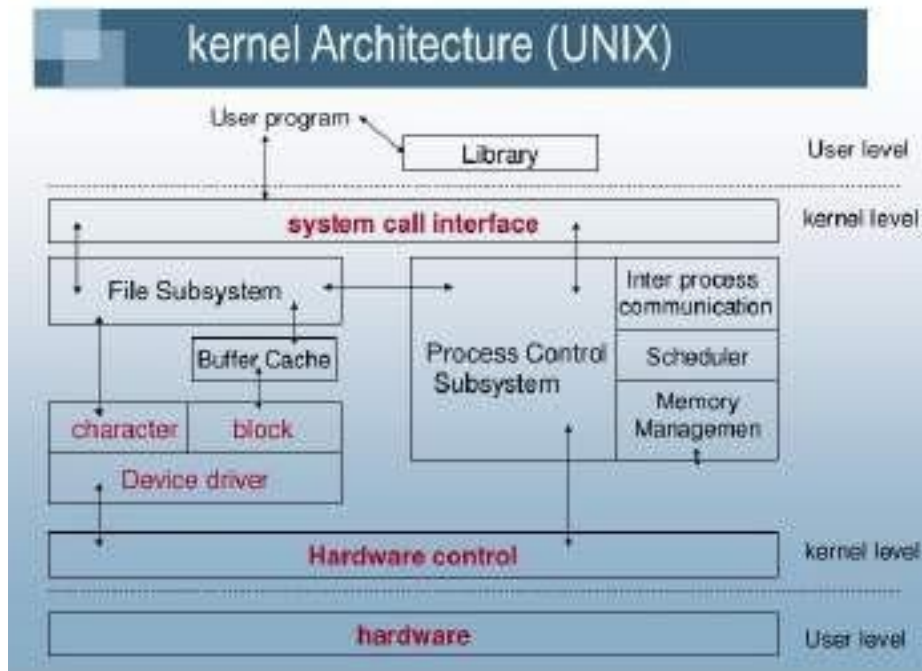 kernel Architecture (UNIX)
User program
Library
User level
system call interface
kernel level
File Subsystem
Inter process
communication
Buffer Cache
Process Control
Subsystem
Scheduler
Memory
Managemen
t
character
block
Device driver
Hardware control
kernel level
hardware
User level